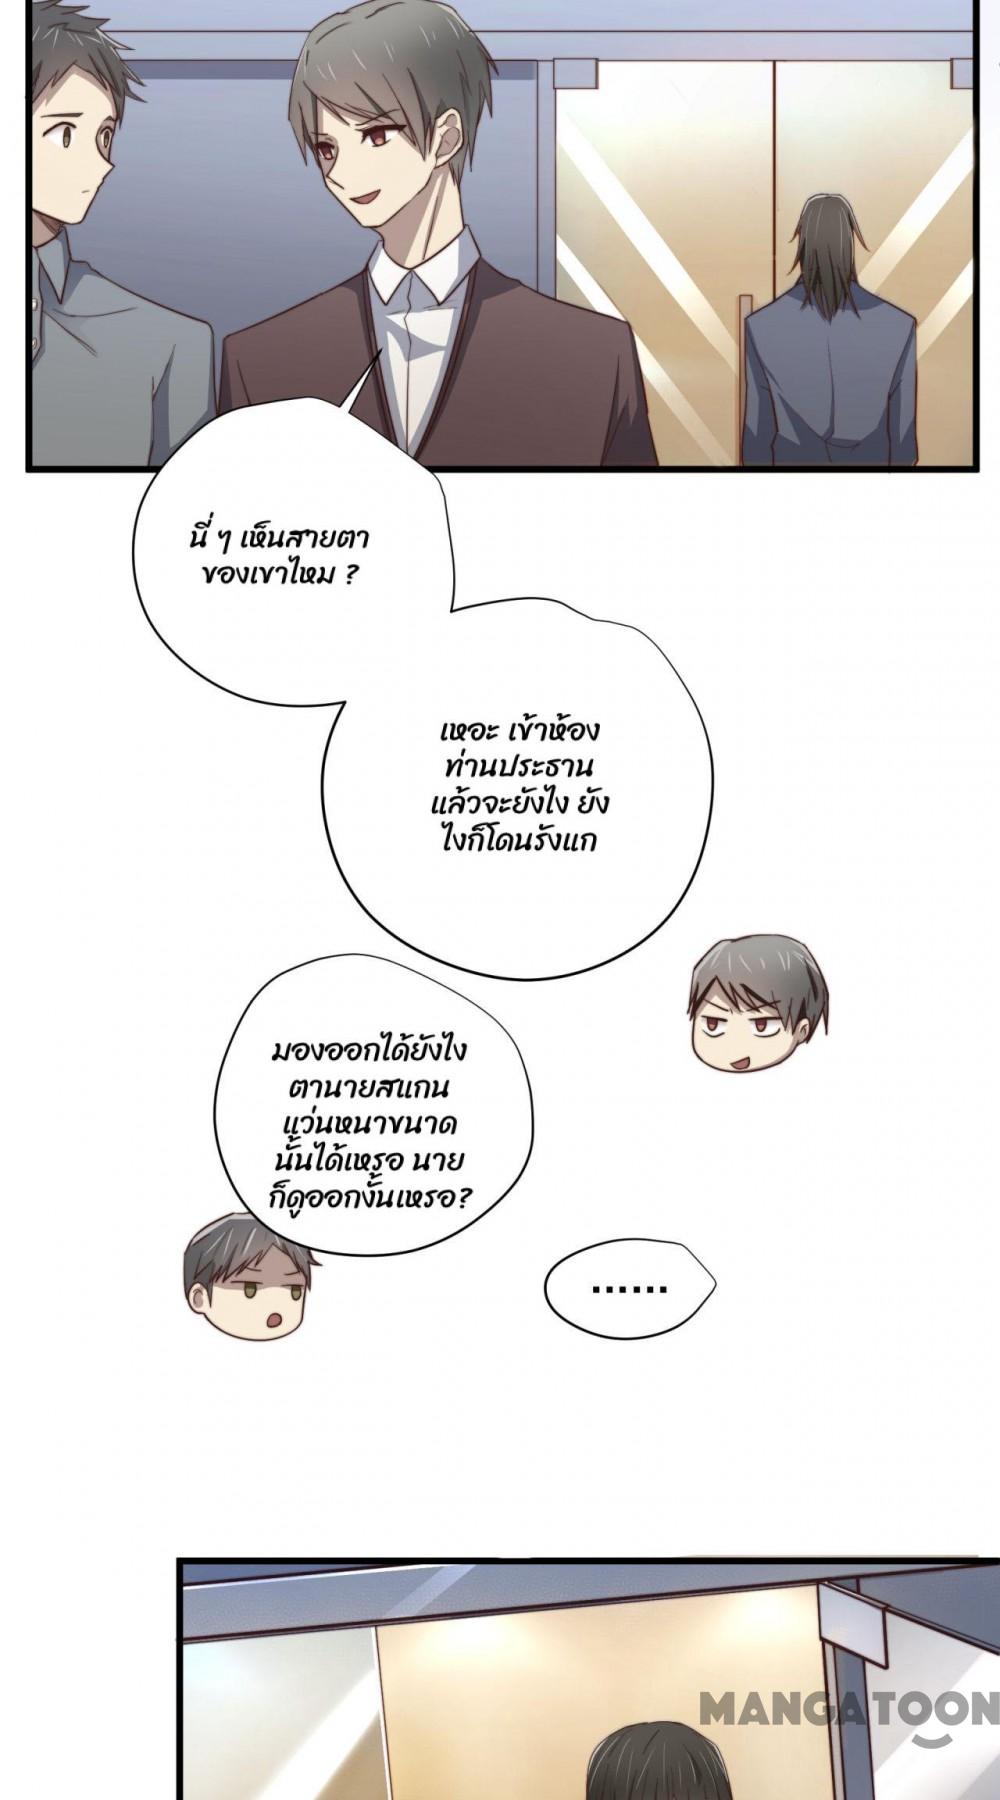 นี่ ๆ เห็นสายตา
ของเขาไหม ?
เหอะ เข้าห้อง
ท่านประธาน
แล้วจะยังไง ยัง
ไงก็โดนรังแก
มองออกได้ยังไง
ตานายสแกน
แว่นหนาขนาด
นั้นได้เหรอ นาย
ก็ดูออกงั้นเหรอ?
......
MANGATOON